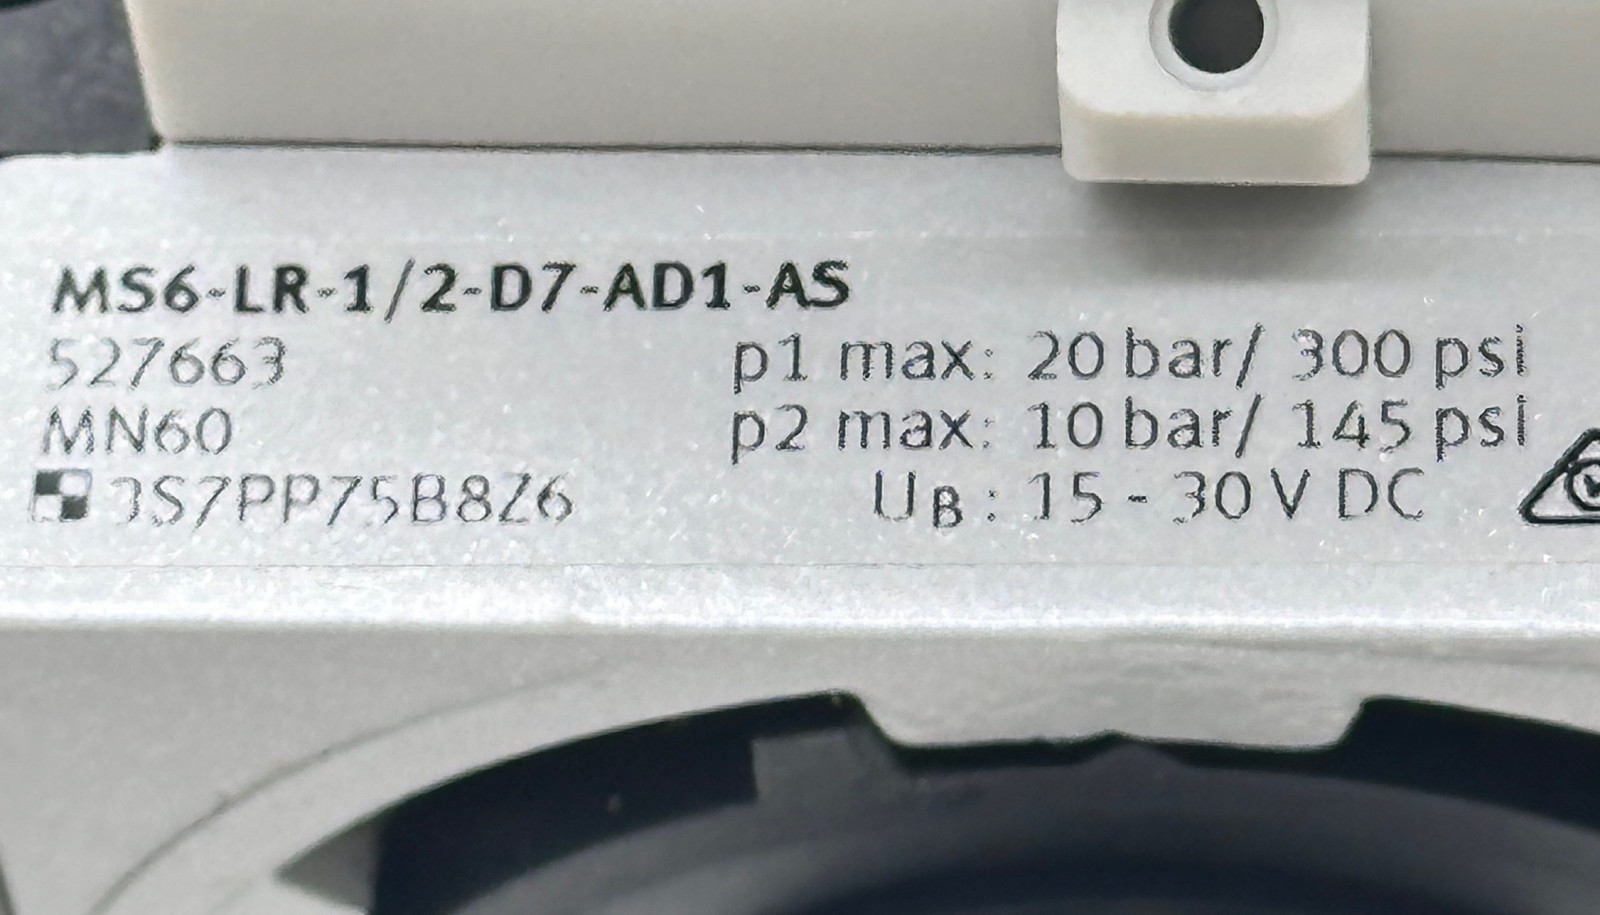 MS6-LR-1/2-D7-AD1-AS
527663
MN60
3S7PP75B8Z6
p1 max: 20 bar/ 300 psi
p2 max: 10 bar/ 145 psi
UB: 15 - 30 V DC